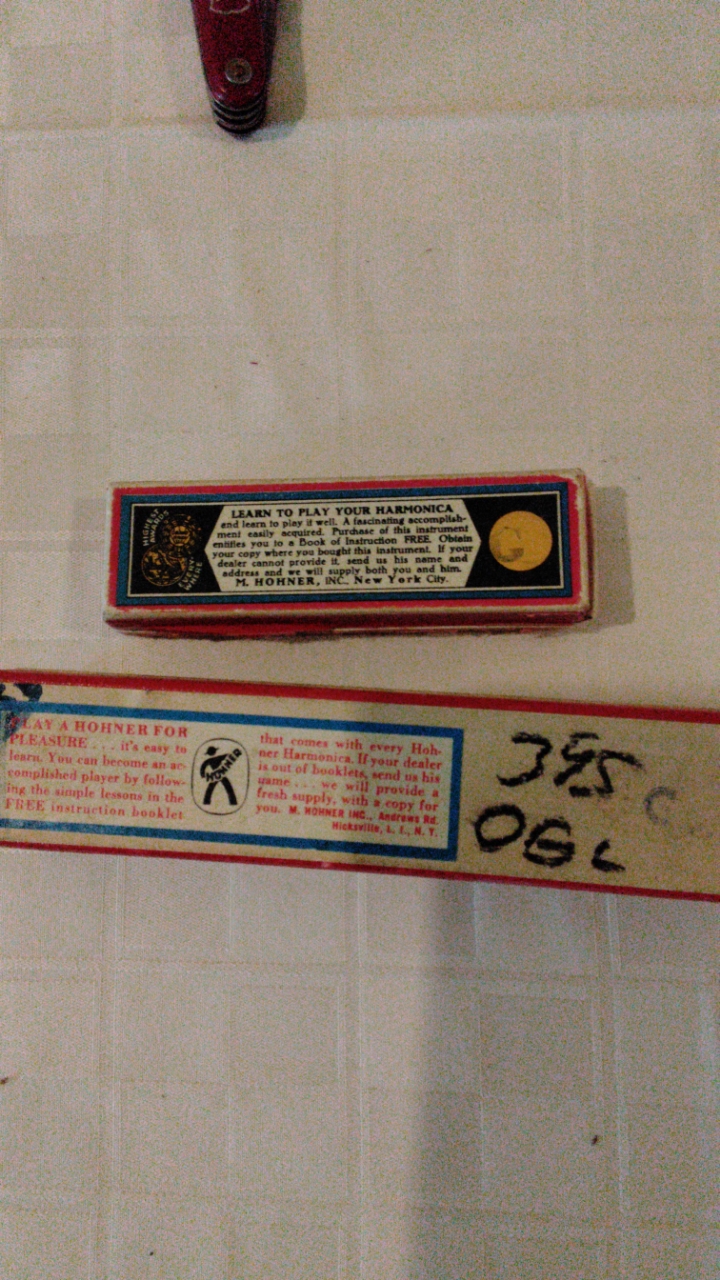 LEARN TO PLAY YOUR HARMONICA
and learn to play it well. A fascinating accomplish-
ment easily acquired. Purchase of this instrument
entitles you to a Book of Instruction FREE. Obtain
your copy where you bought this instrument. If your
dealer cannot provide it, send us his name and
address and we will supply both you and him.
M. HOHNER, INC., New York City.
HIGHEST
PLAY A HOHNER FOR
PLEASURE . . . it's easy to
learn. You can become an ac-
complished player by follow-
ing the simple lessons in the
FREE instruction booklet
HOHNER
that comes with every Hoh-
ner Harmonica. If your dealer
is out of booklets, send us his
name . . . we will provide a
fresh supply, with a copy for
you. M. HOHNER INC., Andrews Rd.
Hicksville, L. I., N. Y.
395 C
OGL